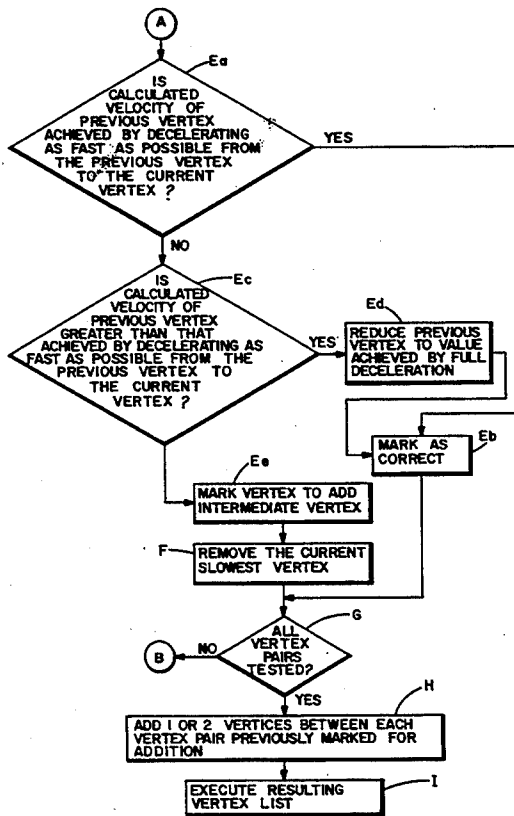 A
Ea
IS
CALCULATED
VELOCITY OF
PREVIOUS VERTEX
ACHIEVED BY DECELERATING
AS FAST AS POSSIBLE FROM
THE PREVIOUS VERTEX
TO THE CURRENT
VERTEX ?
YES
NO
Ec
IS
CALCULATED
VELOCITY OF
PREVIOUS VERTEX
GREATER THAN THAT
ACHIEVED BY DECELERATING AS
FAST AS POSSIBLE FROM THE
PREVIOUS VERTEX TO
THE CURRENT
VERTEX ?
YES
Ed
REDUCE PREVIOUS
VERTEX TO VALUE
ACHIEVED BY FULL
DECELERATION
Eb
MARK AS
CORRECT
Ee
MARK VERTEX TO ADD
INTERMEDIATE VERTEX
F
REMOVE THE CURRENT
SLOWEST VERTEX
G
ALL
VERTEX
PAIRS
TESTED?
NO
B
YES
H
ADD 1 OR 2 VERTICES BETWEEN EACH
VERTEX PAIR PREVIOUSLY MARKED FOR
ADDITION
I
EXECUTE RESULTING
VERTEX LIST